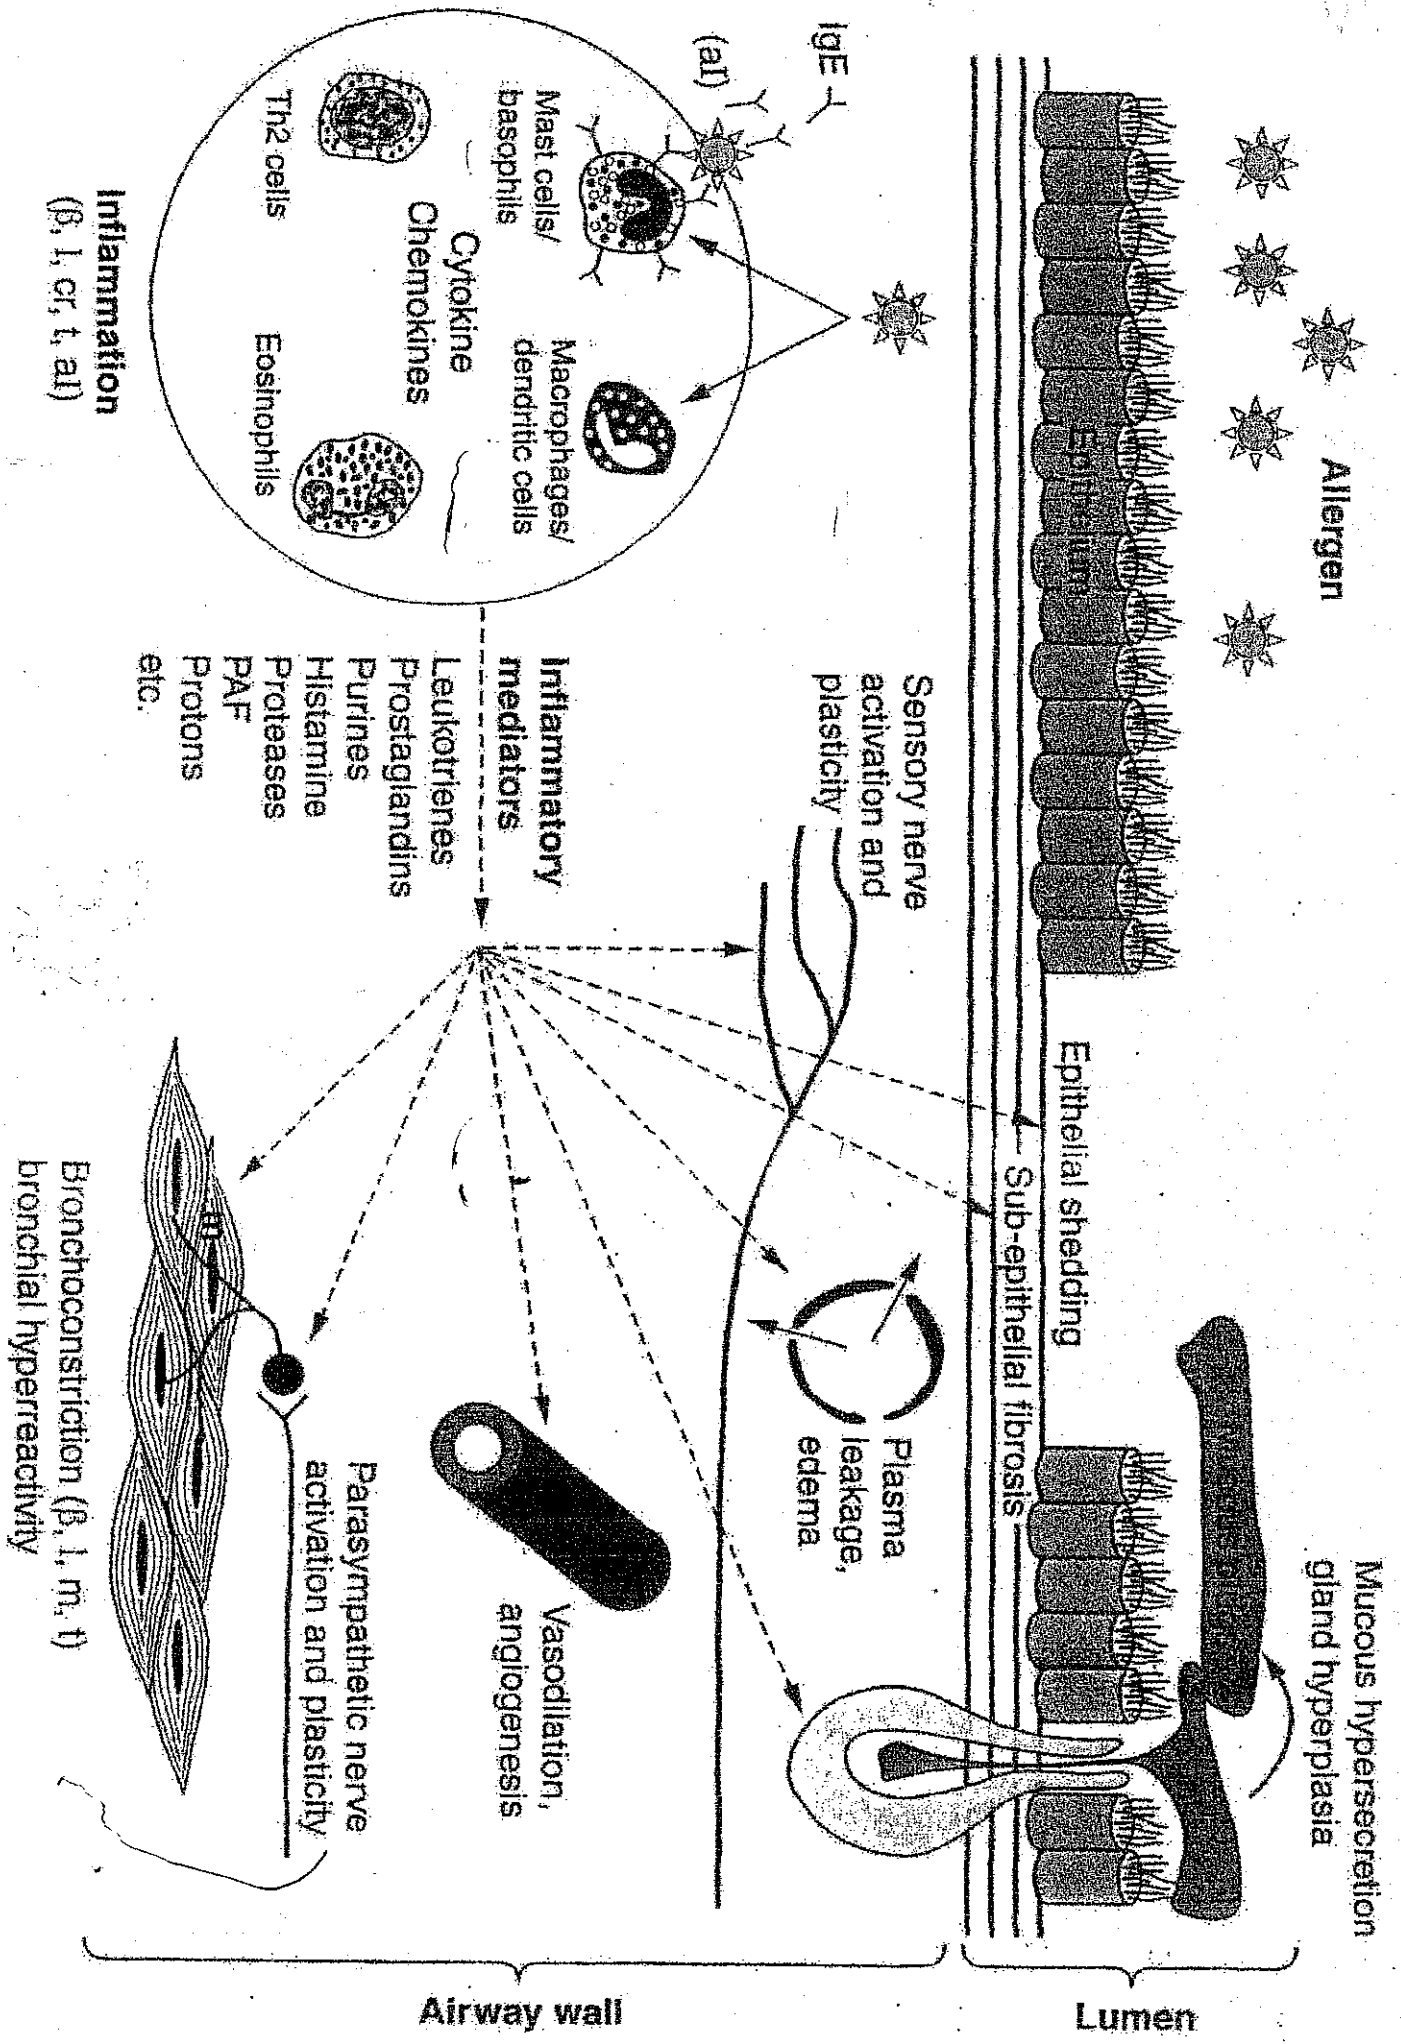 Allergen
Mucous hypersecretion
gland hyperplasia
Lumen
Epithelium
Epithelial shedding
Sub-epithelial fibrosis
IgE
(aI)
Mast cells/
basophils
Macrophages/
dendritic cells
Cytokine
Chemokines
Th2 cells
Eosinophils
Inflammation
(β, l, cr, t, aI)
Sensory nerve
activation and
plasticity
Inflammatory
mediators
Leukotrienes
Prostaglandins
Purines
Histamine
Proteases
PAF
Protons
etc.
Plasma
leakage,
edema
Vasodilation,
angiogenesis
Parasympathetic nerve
activation and plasticity
m
Bronchoconstriction (β, l, m, t)
bronchial hyperreactivity
Airway wall